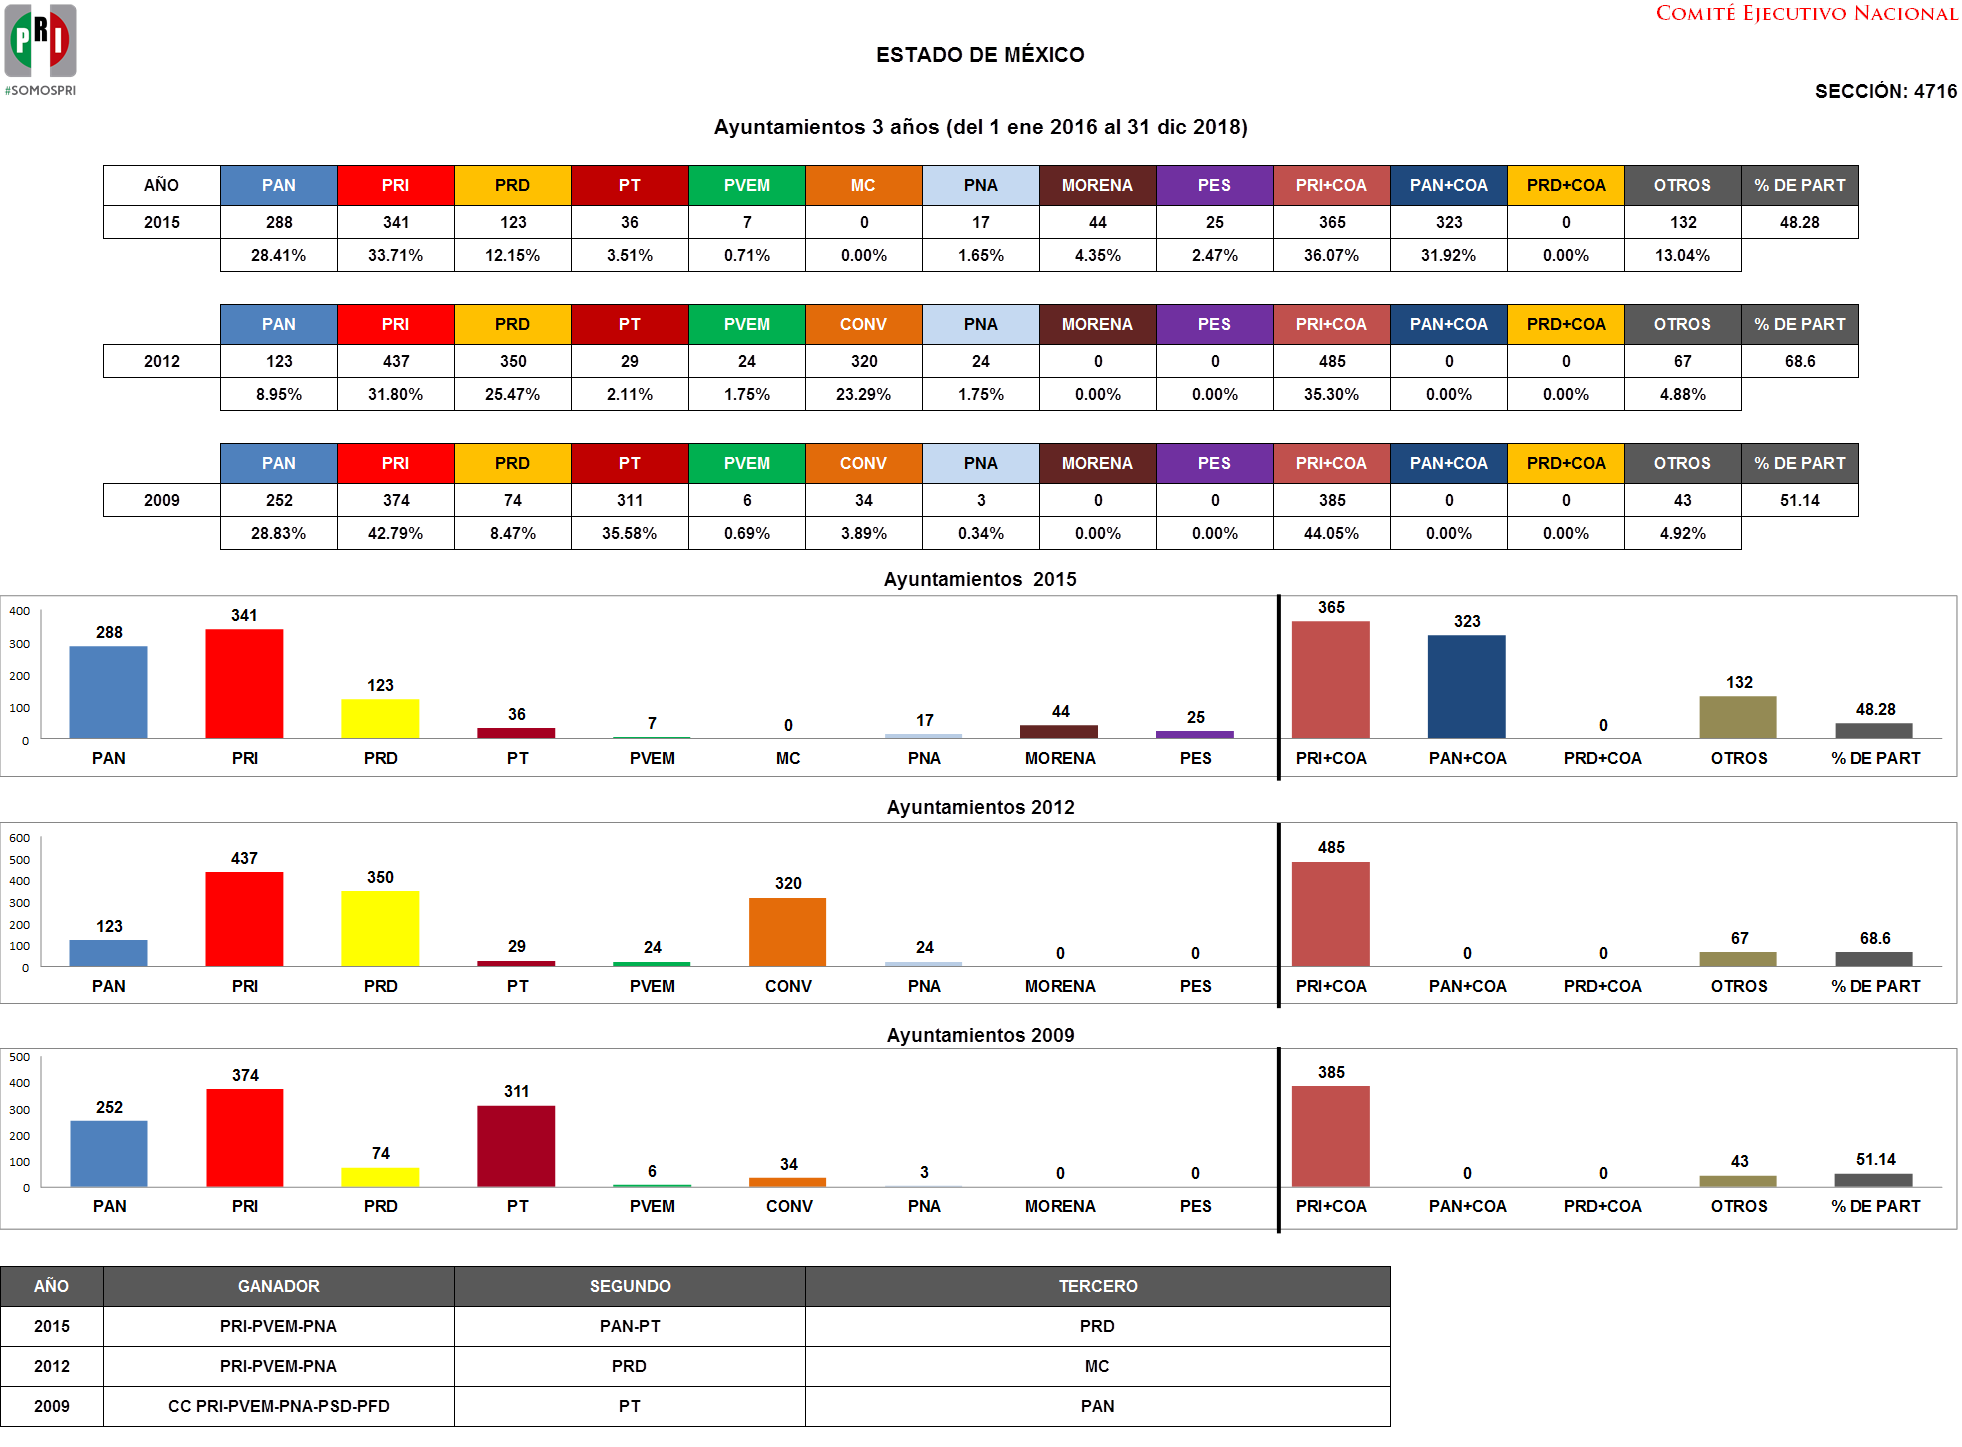 COMITÉ EJECUTIVO NACIONAL
PRI
#SOMOSPRI
ESTADO DE MÉXICO
SECCIÓN: 4716
Ayuntamientos 3 años (del 1 ene 2016 al 31 dic 2018)
AÑO PAN PRI PRD PT PVEM MC PNA MORENA PES PRI+COA PAN+COA PRD+COA OTROS % DE PART
2015 288 341 123 36 7 0 17 44 25 365 323 0 132 48.28
28.41% 33.71% 12.15% 3.51% 0.71% 0.00% 1.65% 4.35% 2.47% 36.07% 31.92% 0.00% 13.04%
PAN PRI PRD PT PVEM CONV PNA MORENA PES PRI+COA PAN+COA PRD+COA OTROS % DE PART
2012 123 437 350 29 24 320 24 0 0 485 0 0 67 68.6
8.95% 31.80% 25.47% 2.11% 1.75% 23.29% 1.75% 0.00% 0.00% 35.30% 0.00% 0.00% 4.88%
PAN PRI PRD PT PVEM CONV PNA MORENA PES PRI+COA PAN+COA PRD+COA OTROS % DE PART
2009 252 374 74 311 6 34 3 0 0 385 0 0 43 51.14
28.83% 42.79% 8.47% 35.58% 0.69% 3.89% 0.34% 0.00% 0.00% 44.05% 0.00% 0.00% 4.92%
Ayuntamientos 2015
400
300
200
100
0
288 341 123 36 7 0 17 44 25 365 323 0 132 48.28
PAN PRI PRD PT PVEM MC PNA MORENA PES PRI+COA PAN+COA PRD+COA OTROS % DE PART
Ayuntamientos 2012
600
500
400
300
200
100
0
123 437 350 29 24 320 24 0 0 485 0 0 67 68.6
PAN PRI PRD PT PVEM CONV PNA MORENA PES PRI+COA PAN+COA PRD+COA OTROS % DE PART
Ayuntamientos 2009
500
400
300
200
100
0
252 374 74 311 6 34 3 0 0 385 0 0 43 51.14
PAN PRI PRD PT PVEM CONV PNA MORENA PES PRI+COA PAN+COA PRD+COA OTROS % DE PART
AÑO GANADOR SEGUNDO TERCERO
2015 PRI-PVEM-PNA PAN-PT PRD
2012 PRI-PVEM-PNA PRD MC
2009 CC PRI-PVEM-PNA-PSD-PFD PT PAN